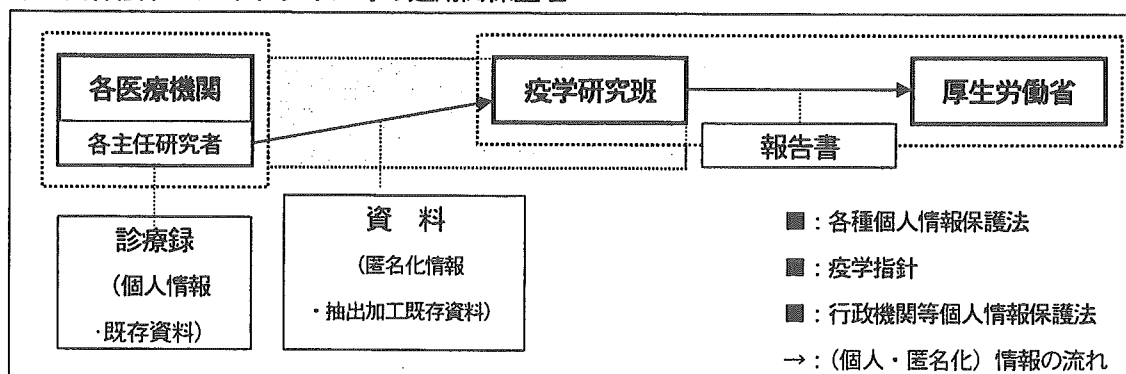 各医療機関
各主任研究者
疫学研究班
厚生労働省
報告書
診療録
(個人情報
・既存資料)
資 料
(匿名化情報
・抽出加工既存資料)
■:各種個人情報保護法
■:疫学指針
■:行政機関等個人情報保護法
→:(個人・匿名化)情報の流れ